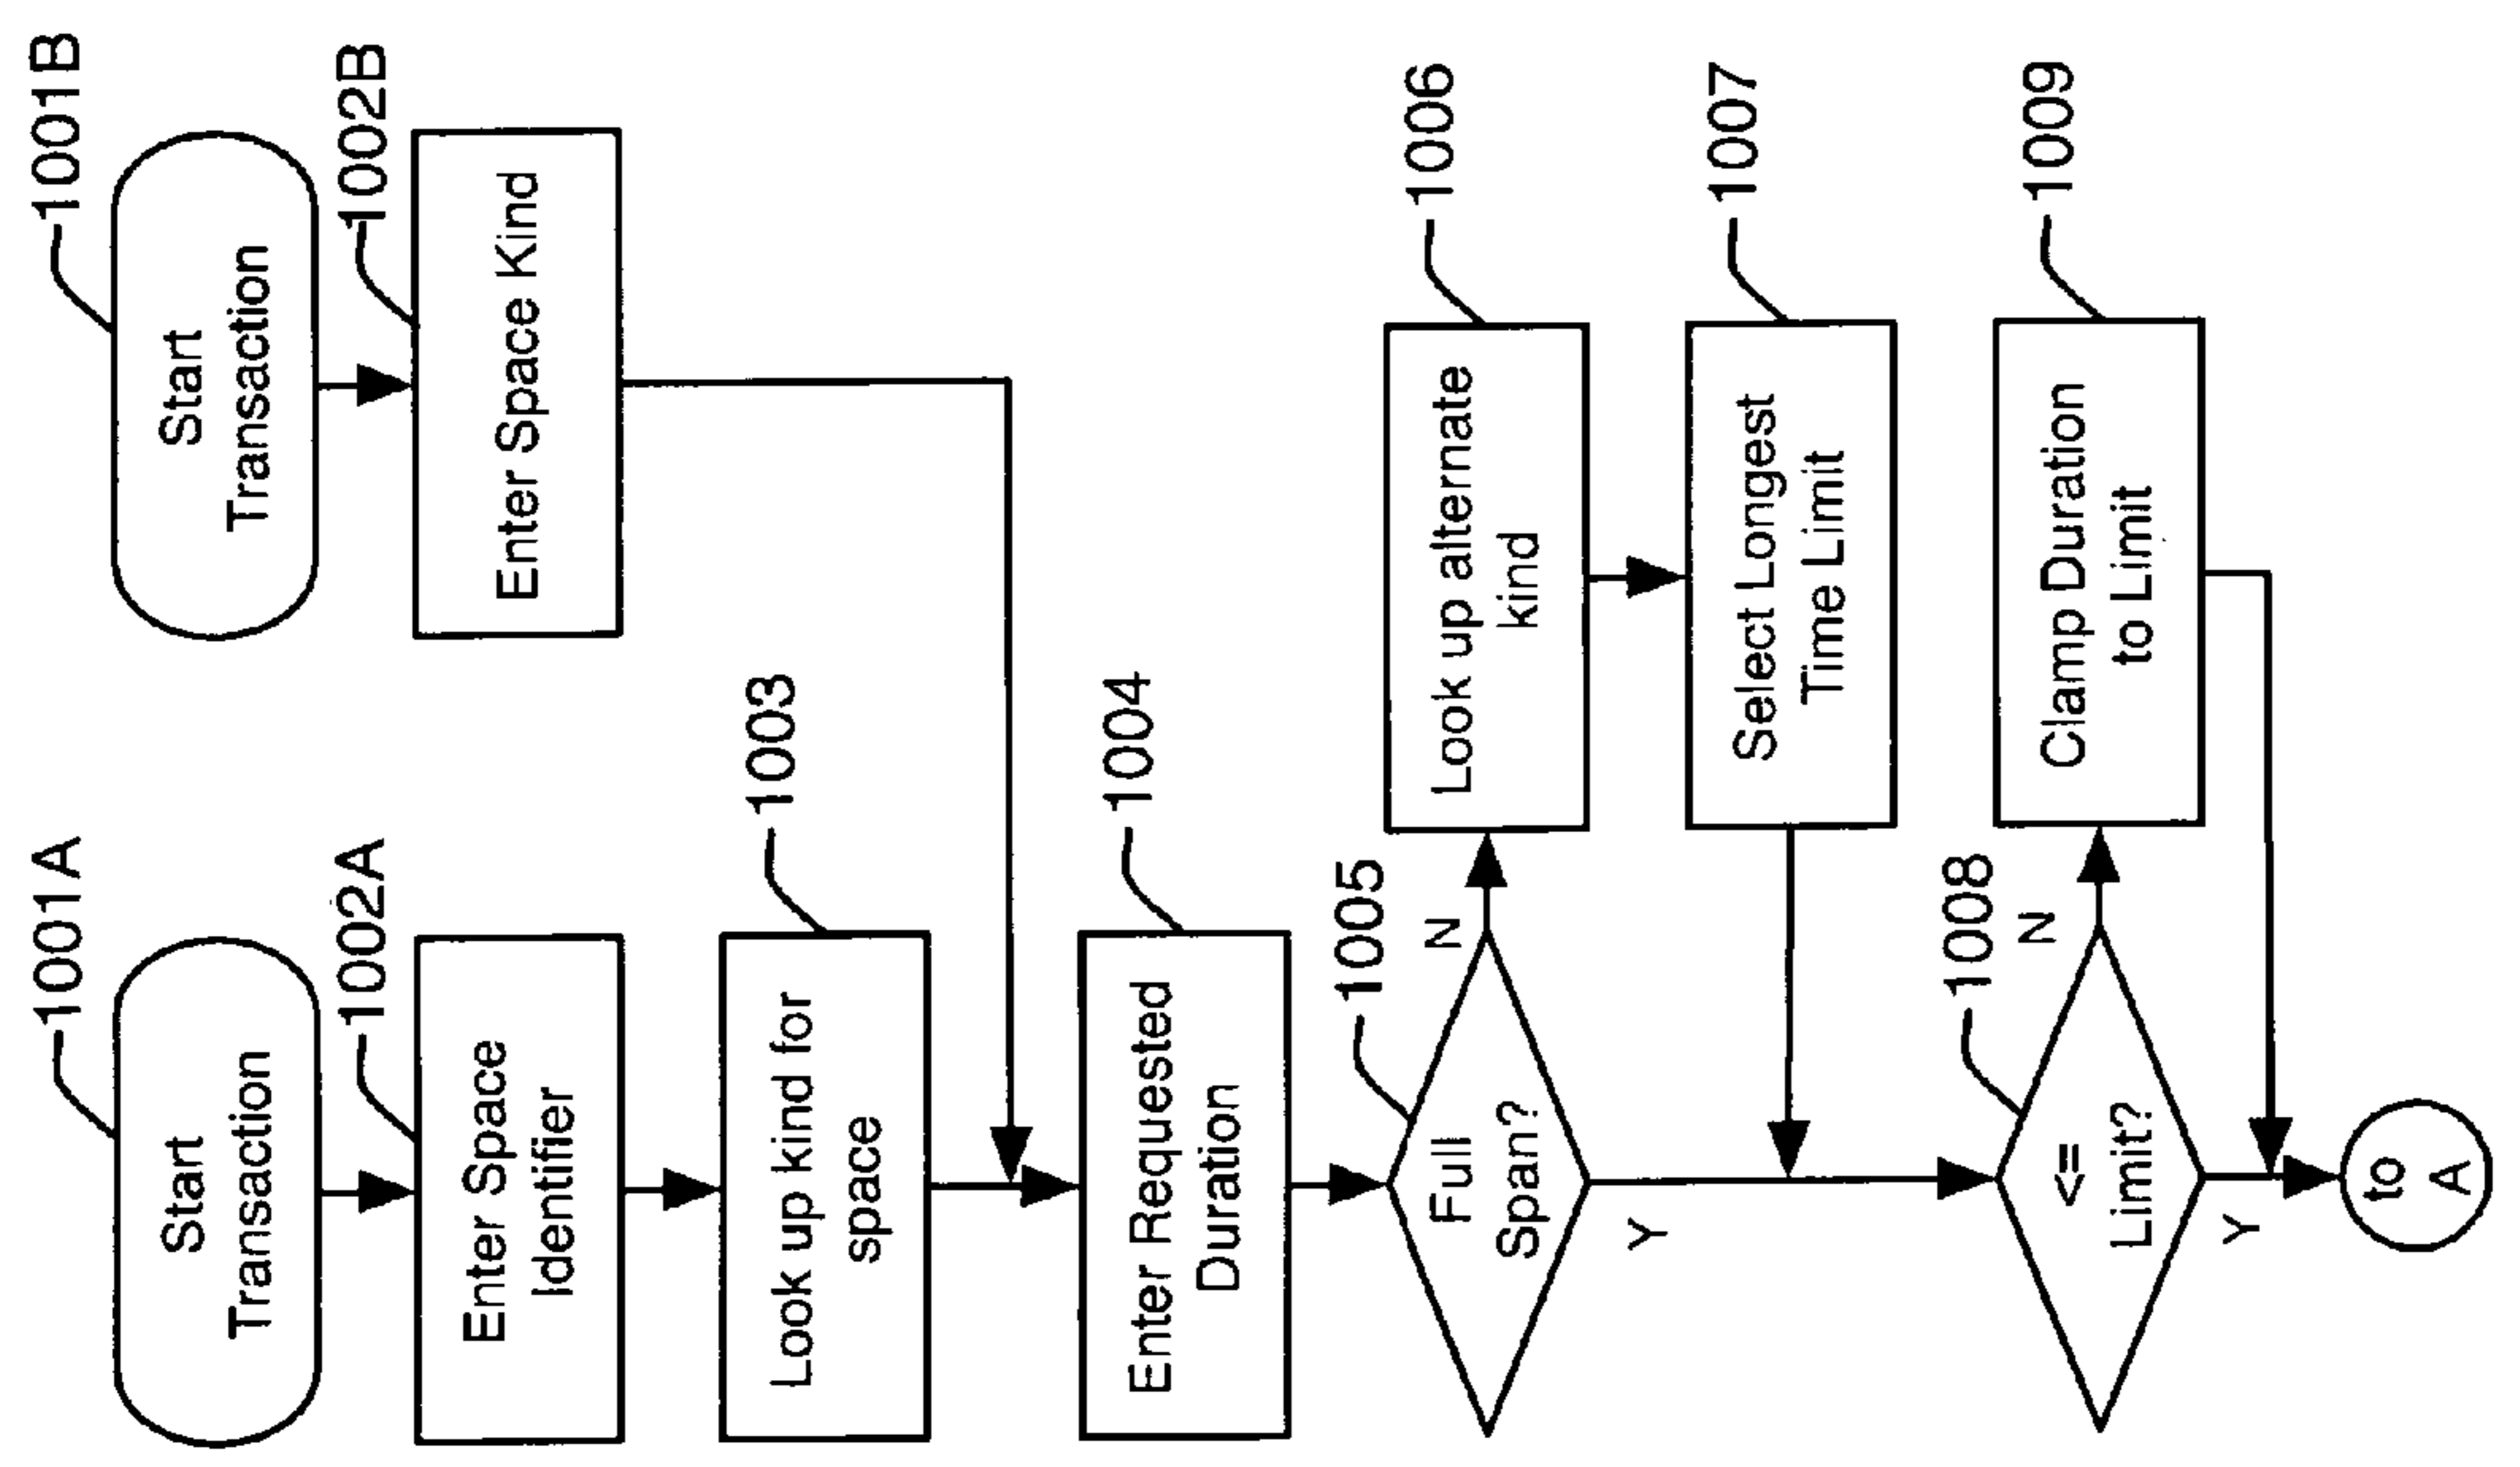 1001A
Start
Transaction
1002A
Enter Space
Identifier
1003
Look up kind for
space
1001B
Start
Transaction
1002B
Enter Space Kind
1004
Enter Requested
Duration
1005
Full
Span?
N
Y
1006
Look up alternate
kind
1007
Select Longest
Time Limit
1008
<=
Limit?
N
Y
1009
Clamp Duration
to Limit
to
A